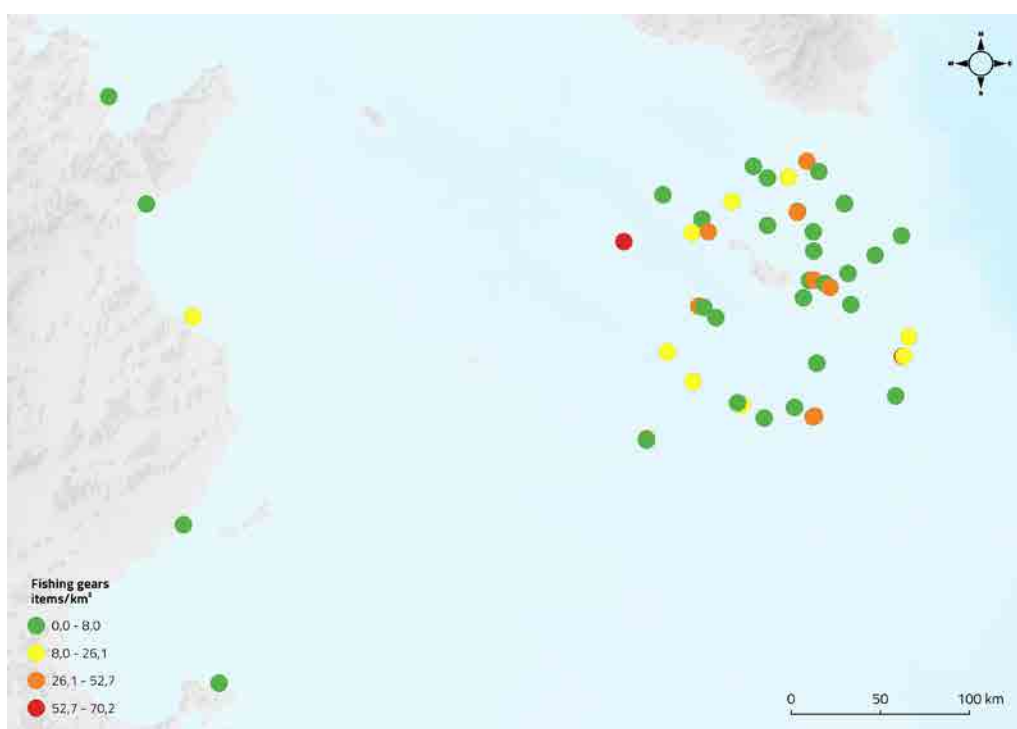 N
W E
S
Fishing gears
items/km²
0,0 - 8,0
8,0 - 26,1
26,1 - 52,7
52,7 - 70,2
0 50 100 km